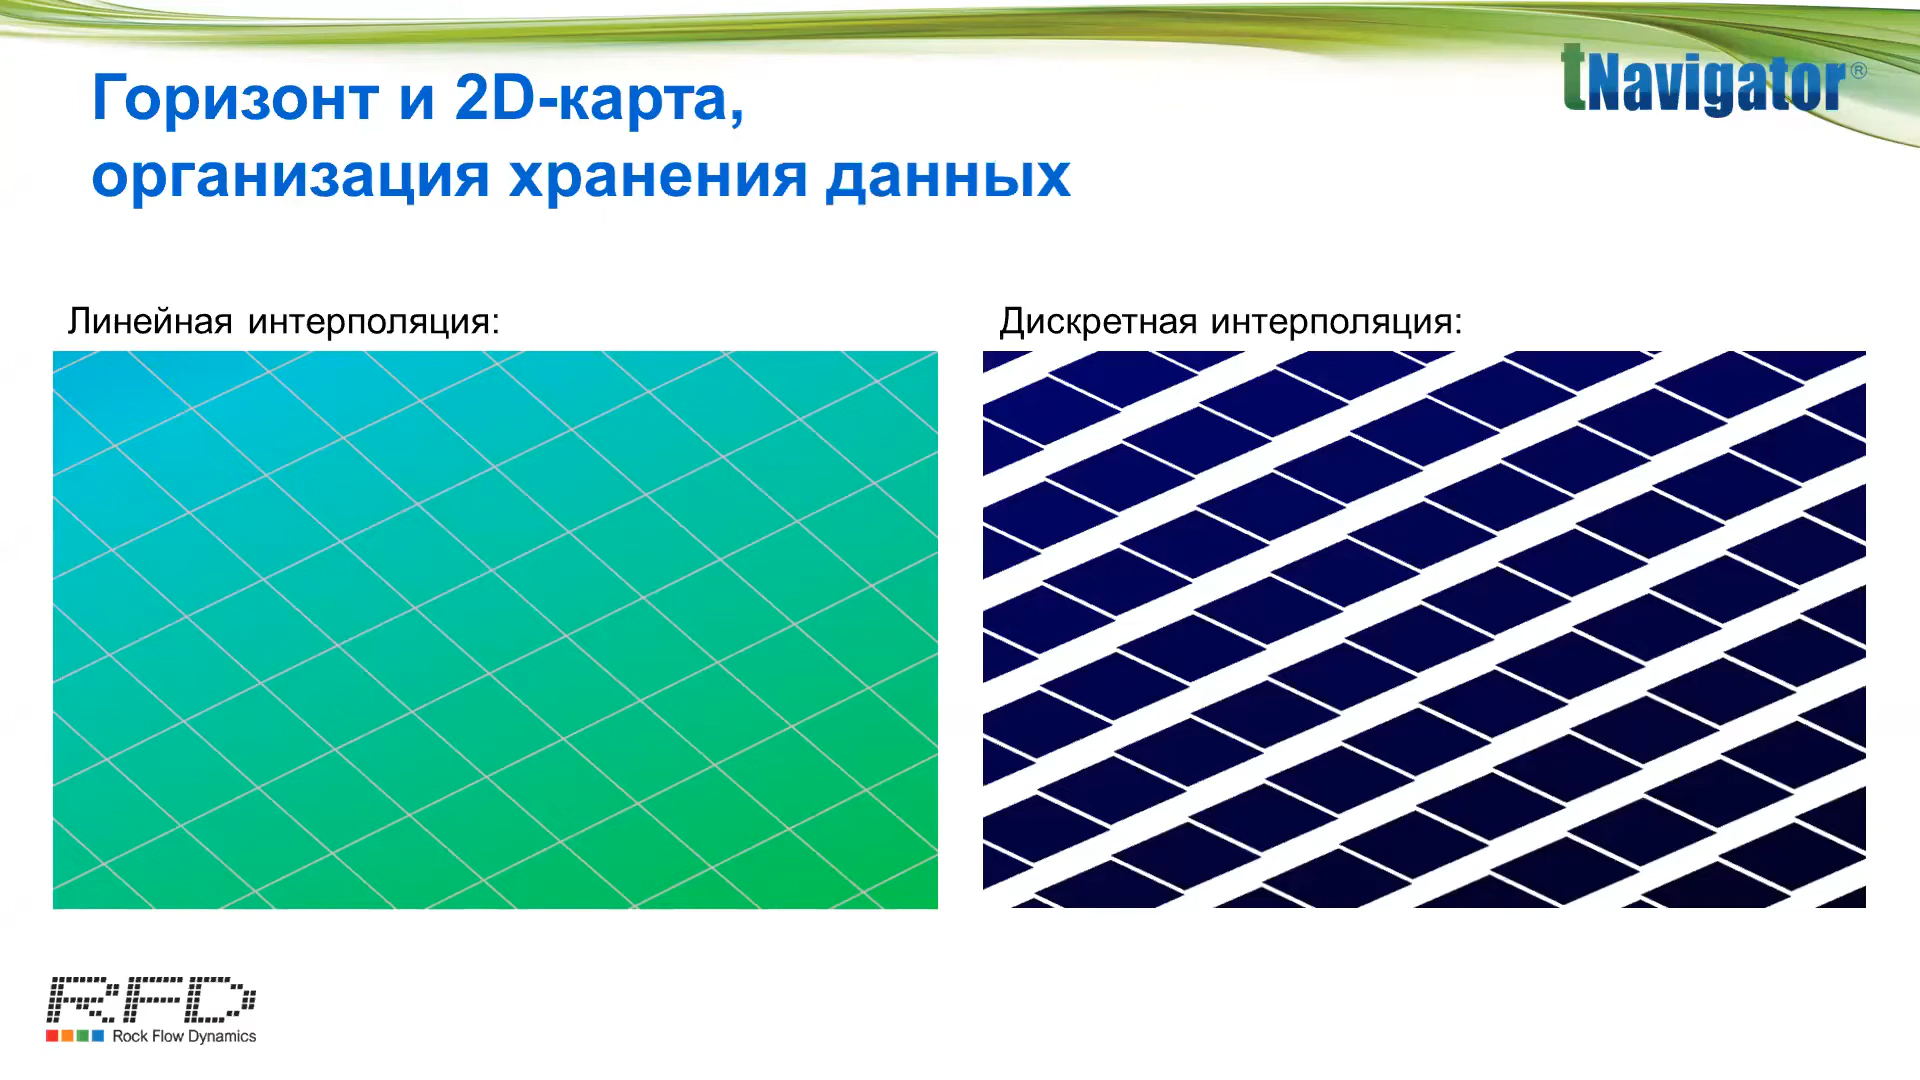 Горизонт и 2D-карта,
организация хранения данных
tNavigator®
Линейная интерполяция:
Дискретная интерполяция:
RFD
Rock Flow Dynamics